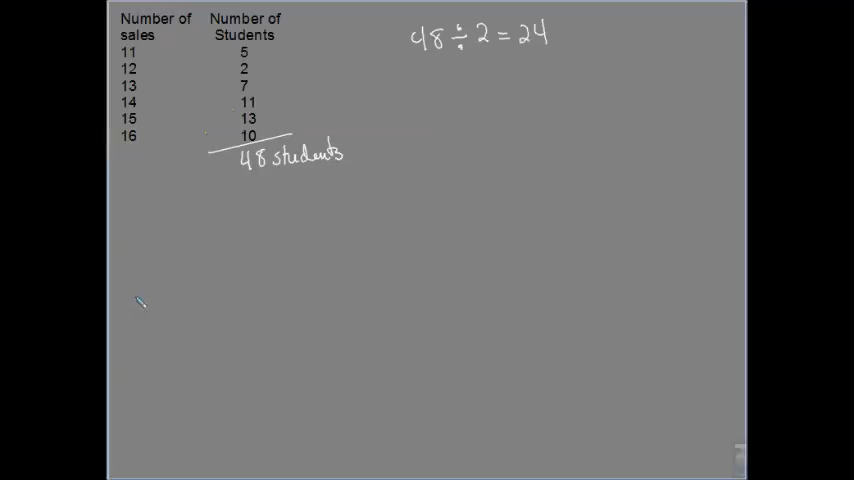 Number of sales Number of Students
11 5
12 2
13 7
14 11
15 13
16 10
48 students
48 ÷ 2 = 24